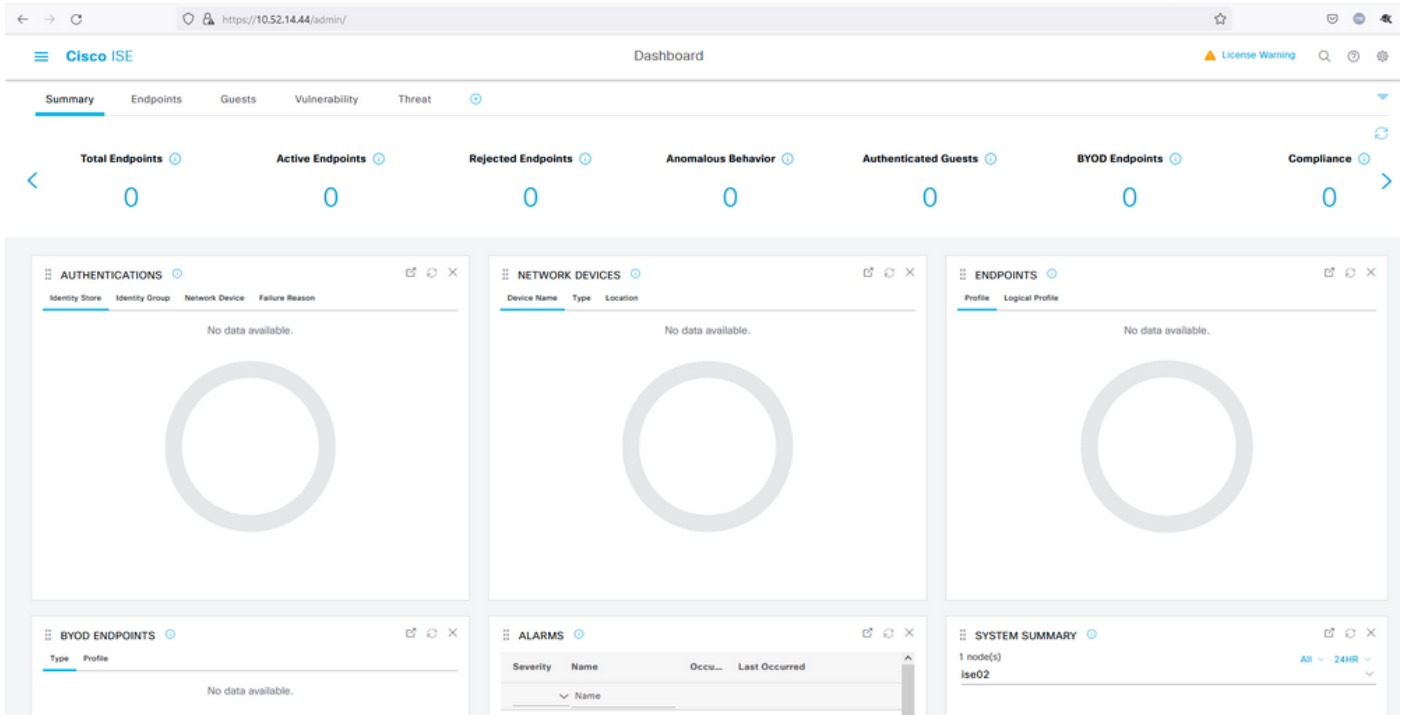 https://10.52.14.44/admin/
Cisco ISE
Dashboard
License Warning
Summary Endpoints Guests Vulnerability Threat
Total Endpoints Active Endpoints Rejected Endpoints Anomalous Behavior Authenticated Guests BYOD Endpoints Compliance
0 0 0 0 0 0 0
AUTHENTICATIONS
Identity Store Identity Group Network Device Failure Reason
No data available.
NETWORK DEVICES
Device Name Type Location
No data available.
ENDPOINTS
Profile Logical Profile
No data available.
BYOD ENDPOINTS
Type Profile
No data available.
ALARMS
Severity Name Occu... Last Occurred
Name
SYSTEM SUMMARY
1 node(s) All 24HR
ise02